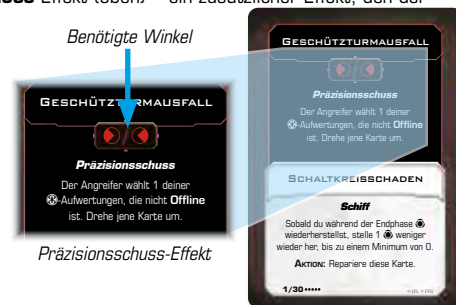 Effekt (oben) – ein zusätzlicher Effekt, den der
Benötigte Winkel
GESCHÜTZTURMAUSFALL
Präzisionsschuss
Der Angreifer wählt 1 deiner
-Aufwertungen, die nicht Offline
ist. Drehe jene Karte um.
Präzisionsschuss-Effekt
GESCHÜTZTURMAUSFALL
Präzisionsschuss
Der Angreifer wählt 1 deiner
-Aufwertungen, die nicht Offline
ist. Drehe jene Karte um.
SCHALTKREISSCHADEN
Schiff
Sobald du während der Endphase
wiederherstellst, stelle 1 weniger
wieder her, bis zu einem Minimum von 0.
AKTION: Repariere diese Karte.
1/30 •••••
© LFL © FFG